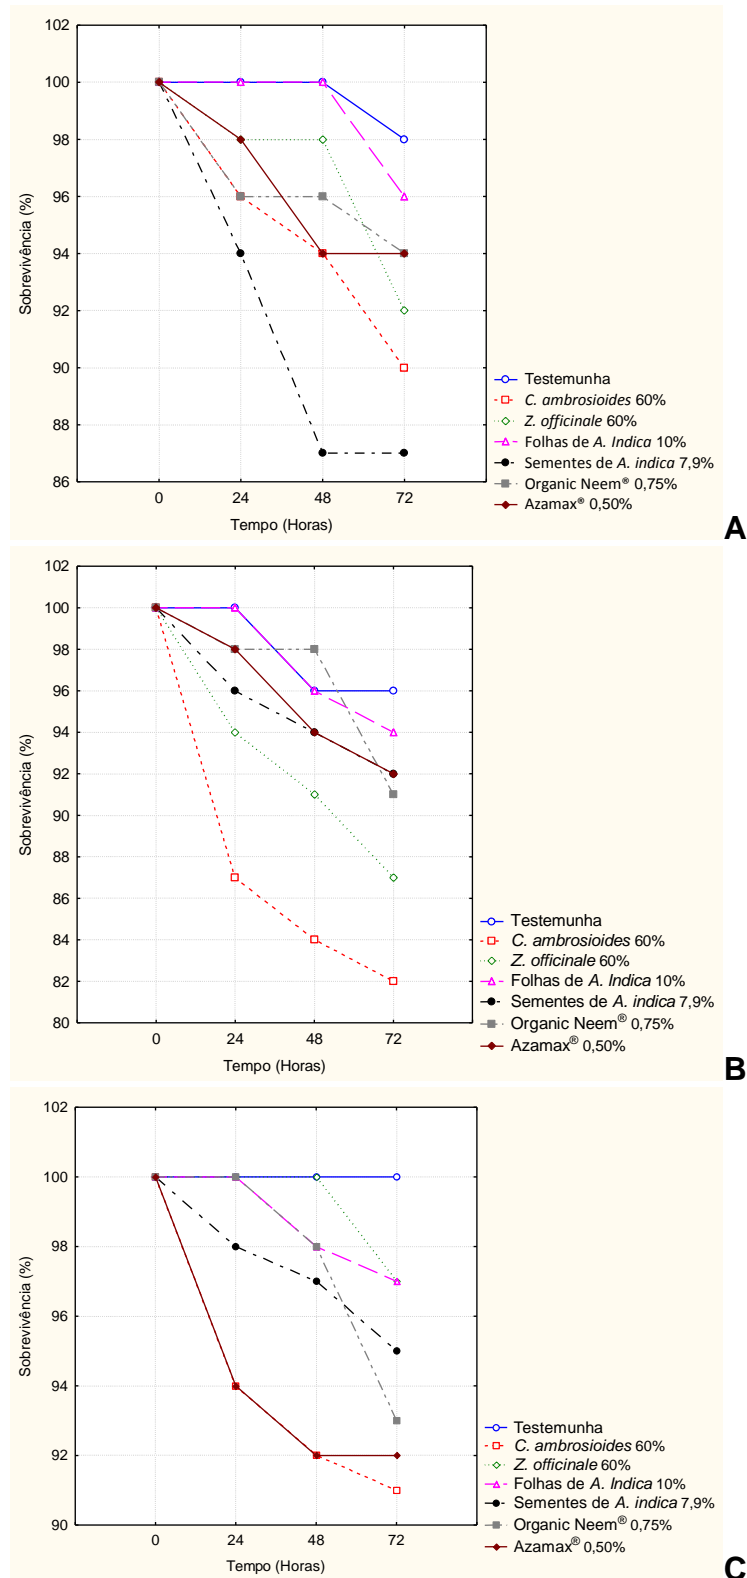 102
100
98
96
94
92
90
88
86
Sobrevivência (%)
0 24 48 72
Tempo (Horas)
Testemunha
C. ambrosioides 60%
Z. officinale 60%
Folhas de A. Indica 10%
Sementes de A. indica 7,9%
Organic Neem® 0,75%
Azamax® 0,50%
A
102
100
98
96
94
92
90
88
86
84
82
80
Sobrevivência (%)
0 24 48 72
Tempo (Horas)
Testemunha
C. ambrosioides 60%
Z. officinale 60%
Folhas de A. Indica 10%
Sementes de A. indica 7,9%
Organic Neem® 0,75%
Azamax® 0,50%
B
102
100
98
96
94
92
90
Sobrevivência (%)
0 24 48 72
Tempo (Horas)
Testemunha
C. ambrosioides 60%
Z. officinale 60%
Folhas de A. Indica 10%
Sementes de A. indica 7,9%
Organic Neem® 0,75%
Azamax® 0,50%
C